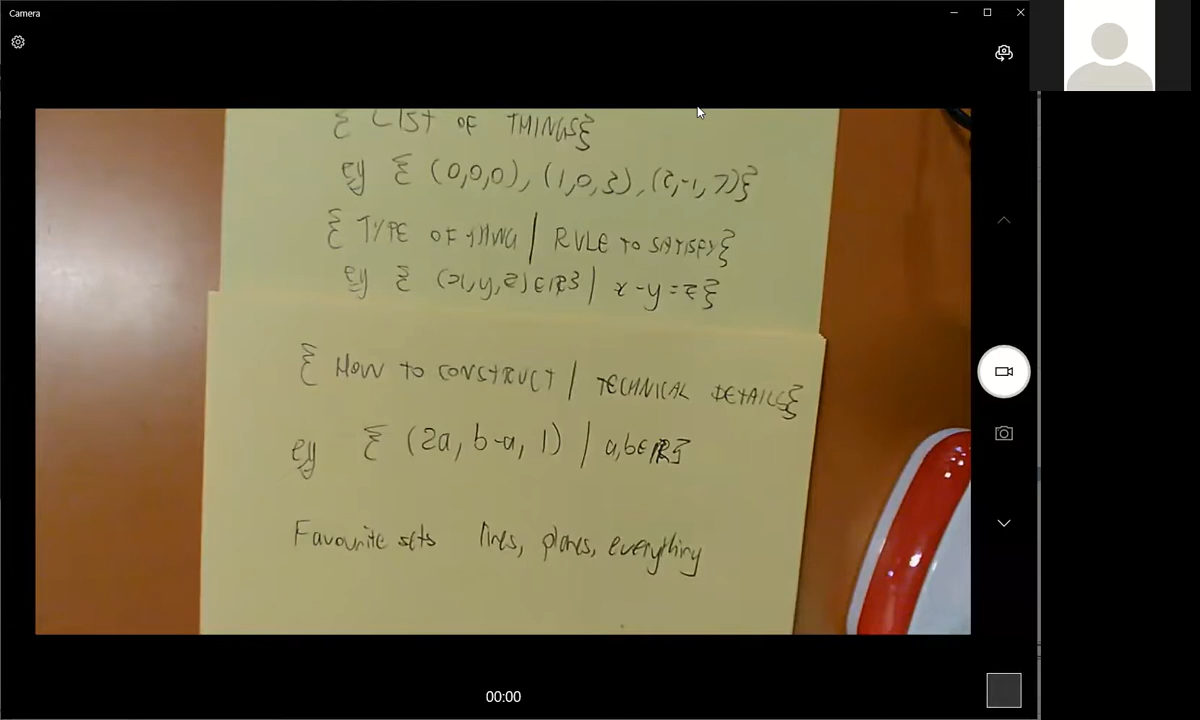 Camera
{ LIST OF THINGS}
eg { (0,0,0), (1,0,3), (2,-1,7)}
{ TYPE OF THING | RULE TO SATISFY}
eg { (x,y,z)∈ℝ³ | x-y=z}
{ HOW TO CONSTRUCT | TECHNICAL DETAILS}
eg { (2a, b-a, 1) | a,b∈ℝ}
Favourite sets lines, planes, everything
00:00